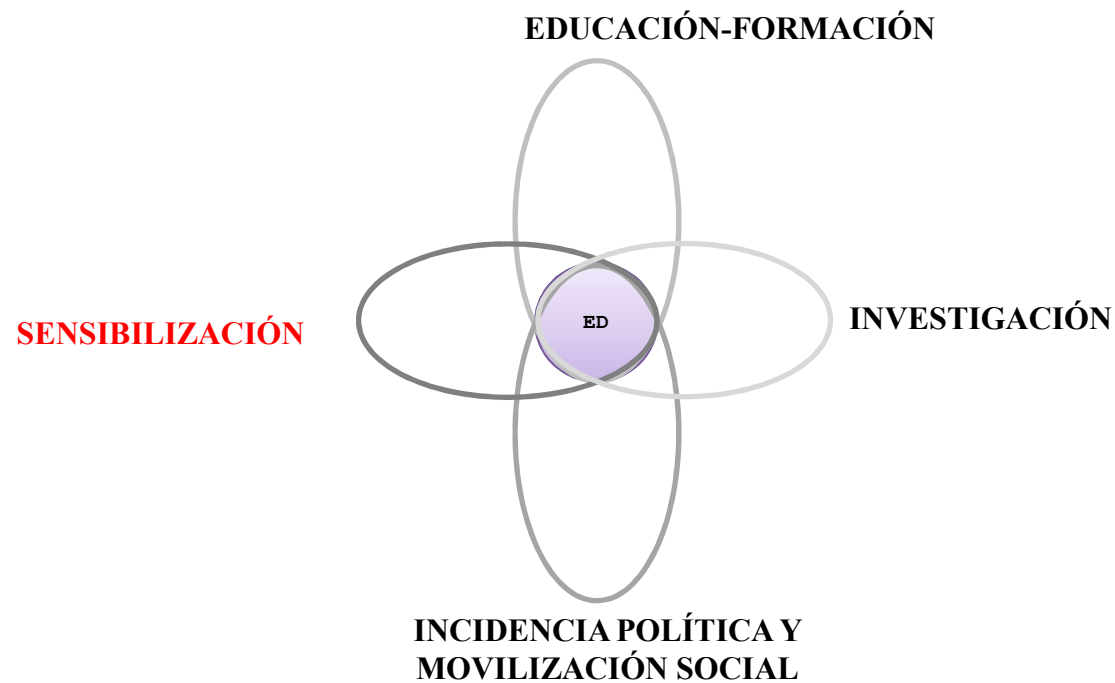 EDUCACIÓN-FORMACIÓN
SENSIBILIZACIÓN
ED
INVESTIGACIÓN
INCIDENCIA POLÍTICA Y
MOVILIZACIÓN SOCIAL